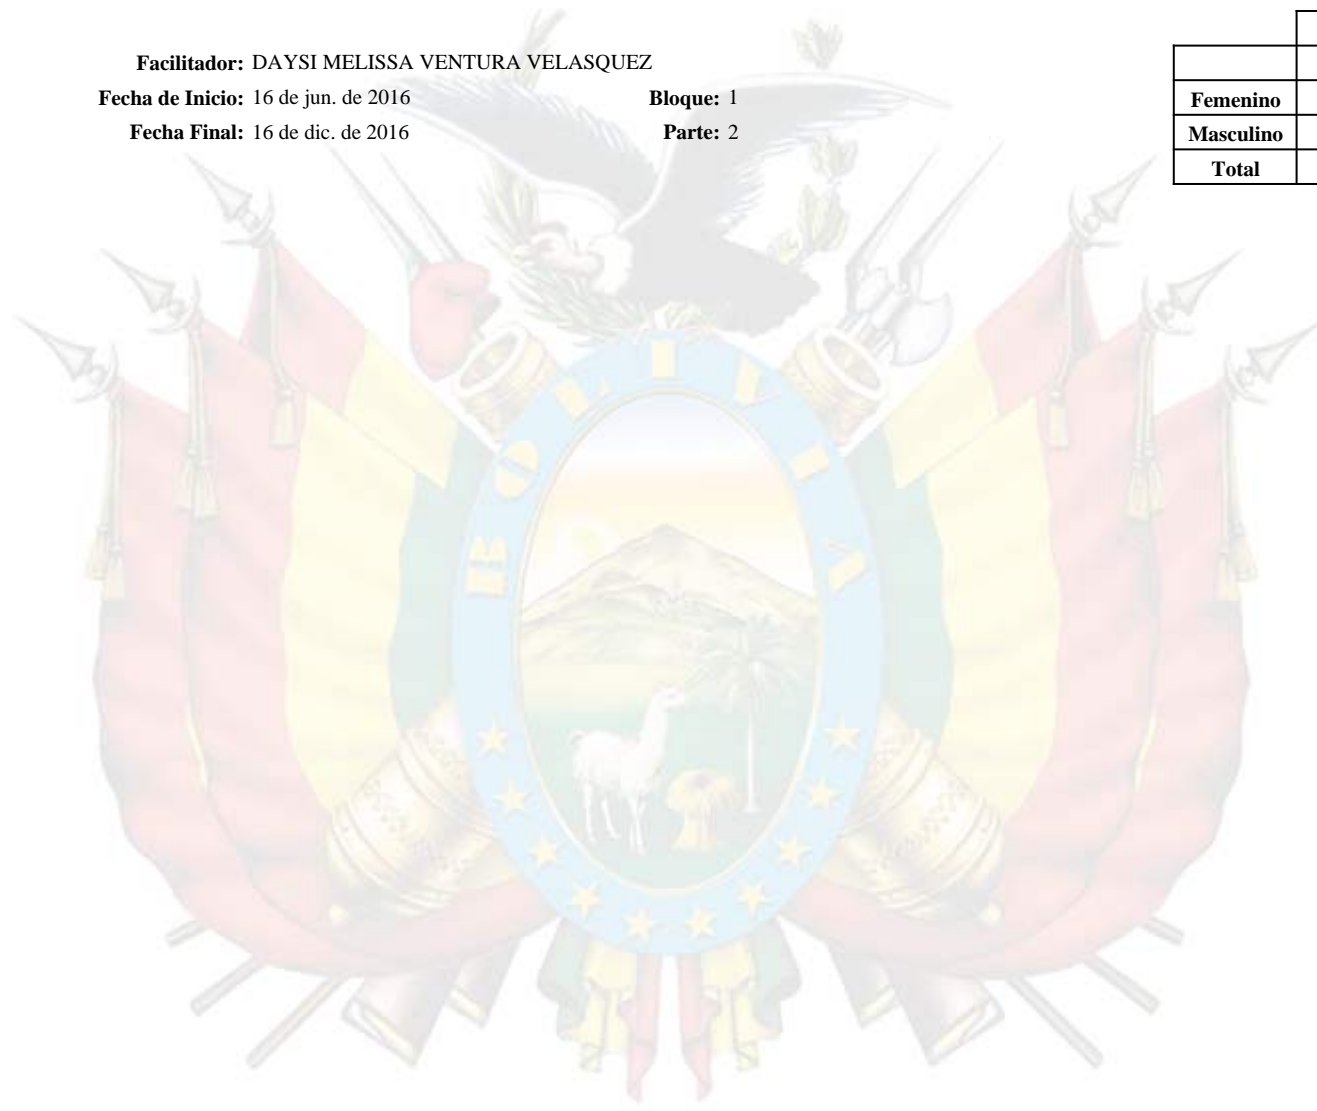 Facilitador: DAYSI MELISSA VENTURA VELASQUEZ
Fecha de Inicio: 16 de jun. de 2016 Bloque: 1
Fecha Final: 16 de dic. de 2016 Parte: 2
Femenino
Masculino
Total
BOLIVIA